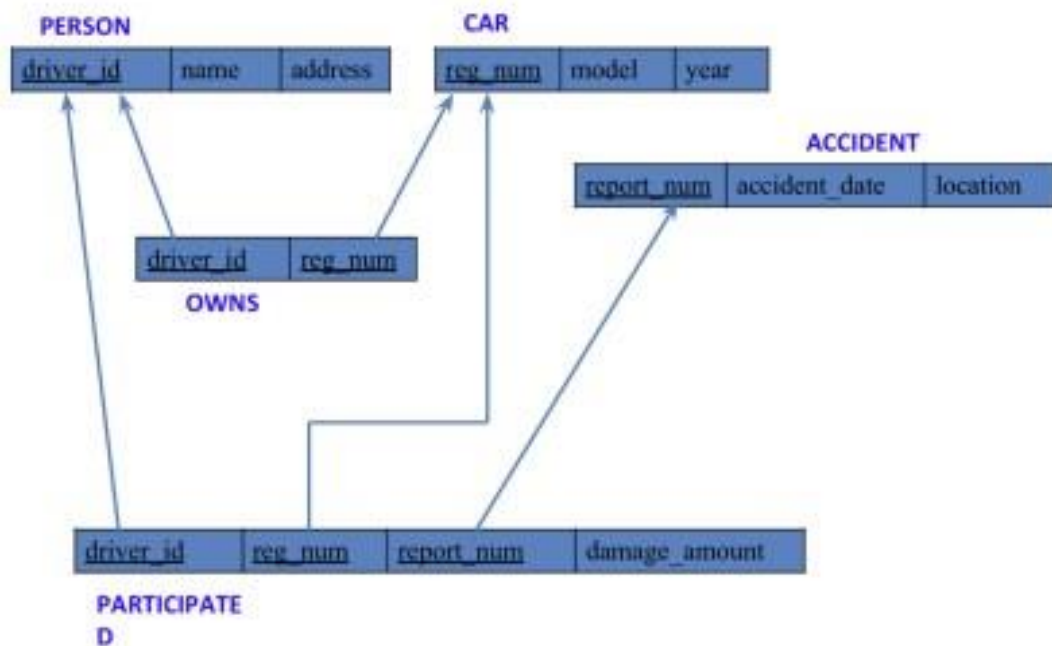 PERSON
driver_id name address
CAR
reg_num model year
ACCIDENT
report_num accident_date location
driver_id reg_num
OWNS
driver_id reg_num report_num damage_amount
PARTICIPATE
D